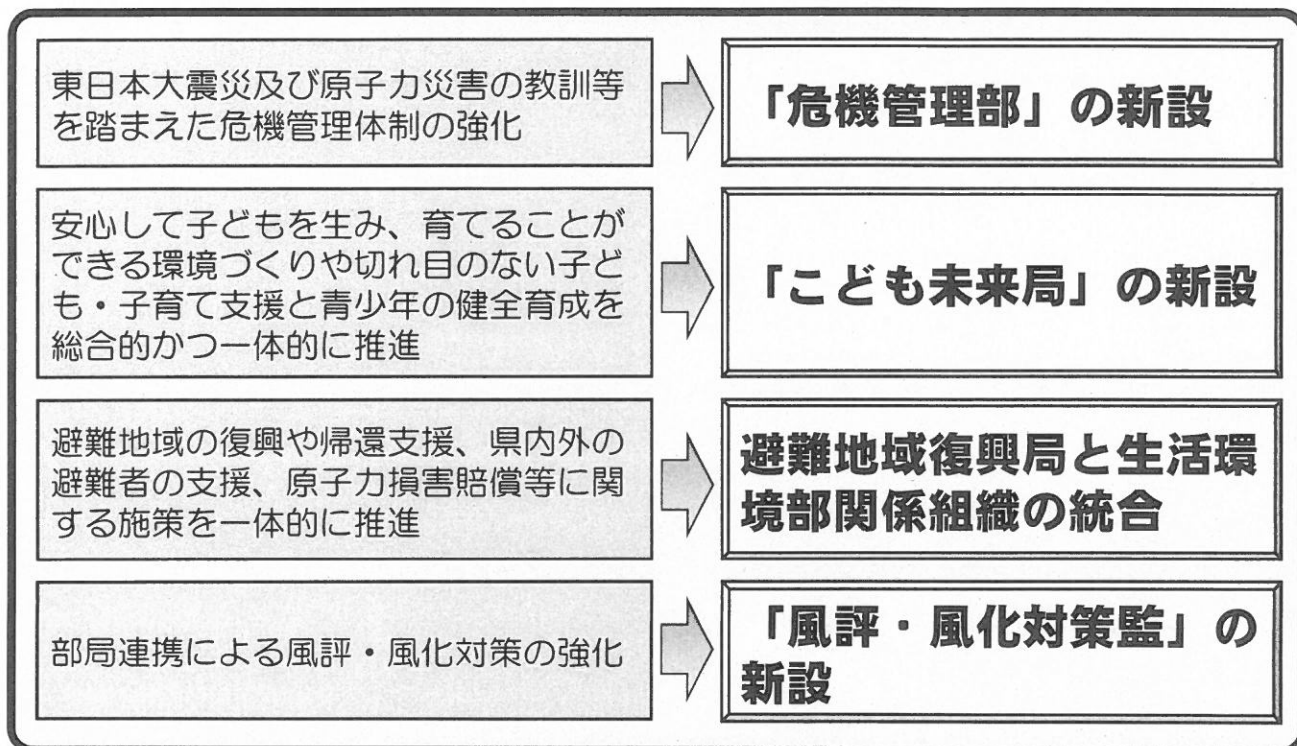 東日本大震災及び原子力災害の教訓等
を踏まえた危機管理体制の強化
「危機管理部」の新設
安心して子どもを生み、育てることが
できる環境づくりや切れ目のない子ど
も・子育て支援と青少年の健全育成を
総合的かつ一体的に推進
「こども未来局」の新設
避難地域の復興や帰還支援、県内外の
避難者の支援、原子力損害賠償等に関
する施策を一体的に推進
避難地域復興局と生活環
境部関係組織の統合
部局連携による風評・風化対策の強化
「風評・風化対策監」の
新設